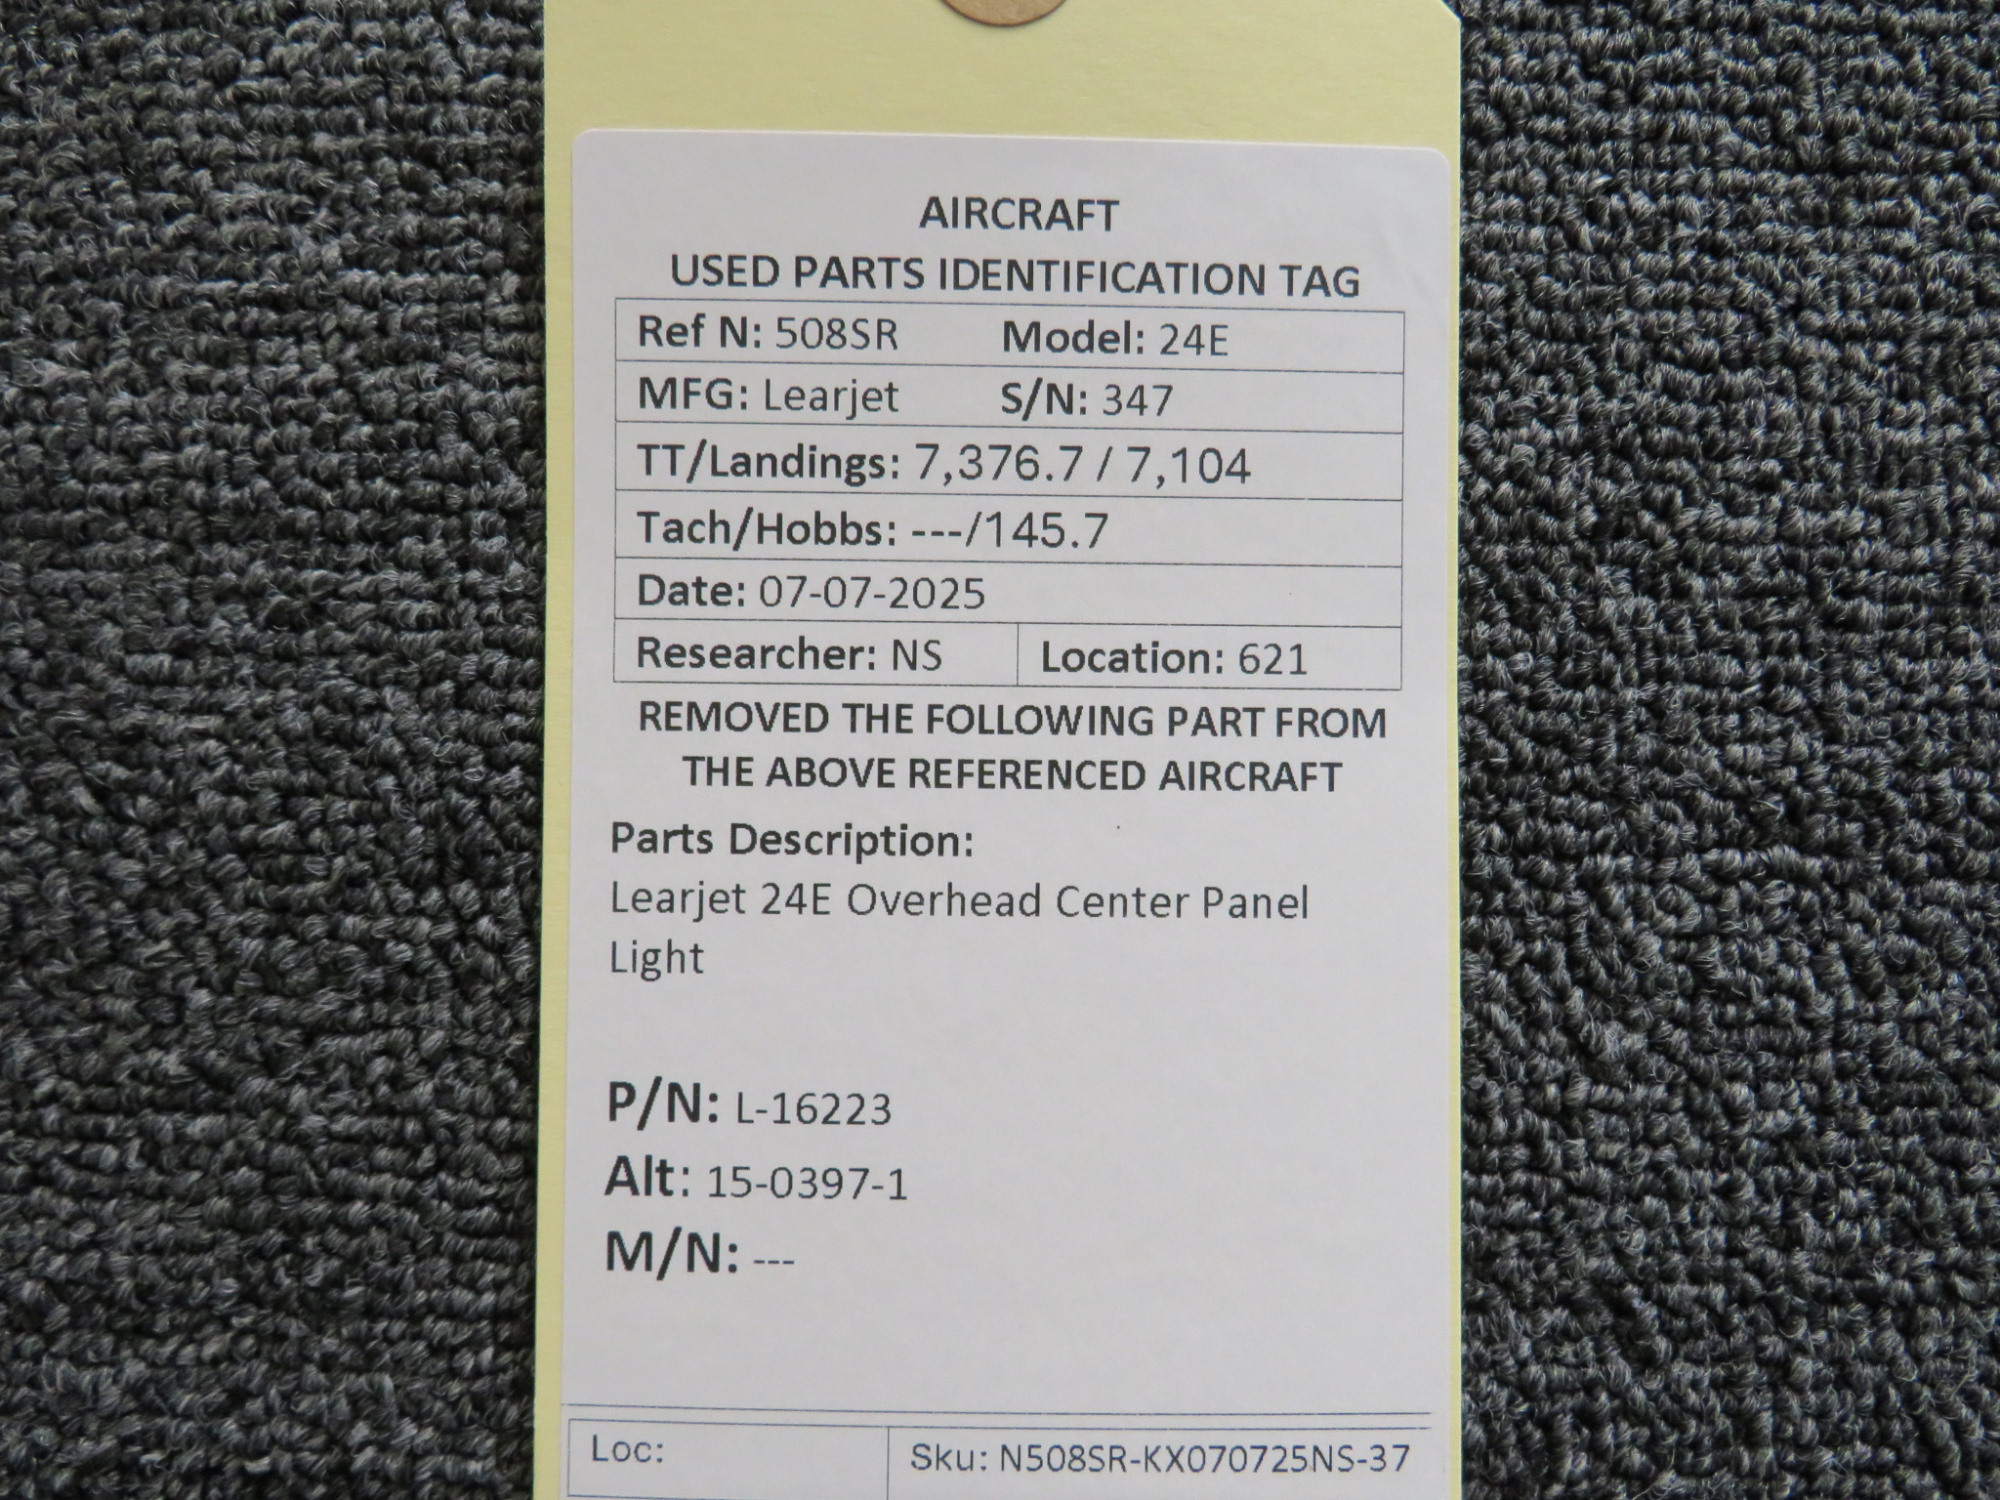 AIRCRAFT
USED PARTS IDENTIFICATION TAG
Ref N: 508SR Model: 24E
MFG: Learjet S/N: 347
TT/Landings: 7,376.7 / 7,104
Tach/Hobbs: ---/145.7
Date: 07-07-2025
Researcher: NS Location: 621
REMOVED THE FOLLOWING PART FROM
THE ABOVE REFERENCED AIRCRAFT
Parts Description:
Learjet 24E Overhead Center Panel
Light
P/N: L-16223
Alt: 15-0397-1
M/N: ---
Loc: Sku: N508SR-KX070725NS-37